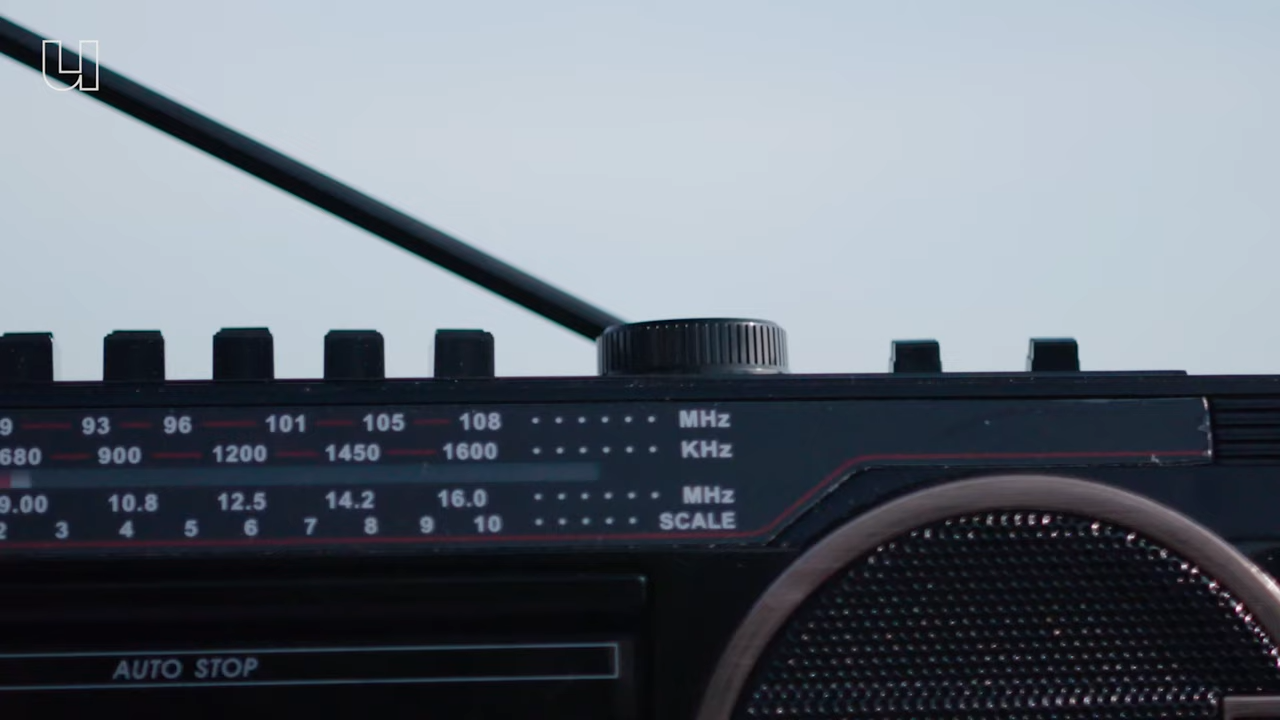 9 93 96 101 105 108 · · · · · · MHz
680 900 1200 1450 1600 · · · · · · KHz
9.00 10.8 12.5 14.2 16.0 · · · · · · MHz
2 3 4 5 6 7 8 9 10 · · · · · SCALE
AUTO STOP